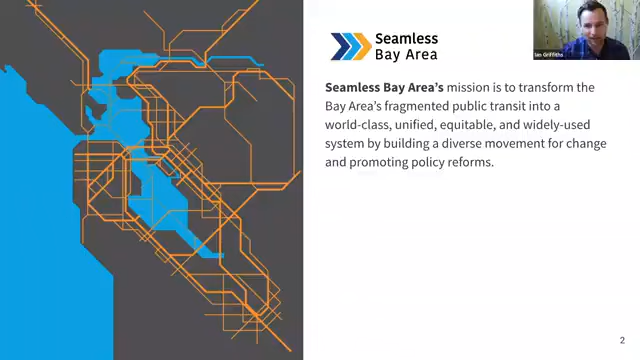 Seamless
Bay Area
Ian Griffiths
Seamless Bay Area's mission is to transform the
Bay Area's fragmented public transit into a
world-class, unified, equitable, and widely-used
system by building a diverse movement for change
and promoting policy reforms.
2